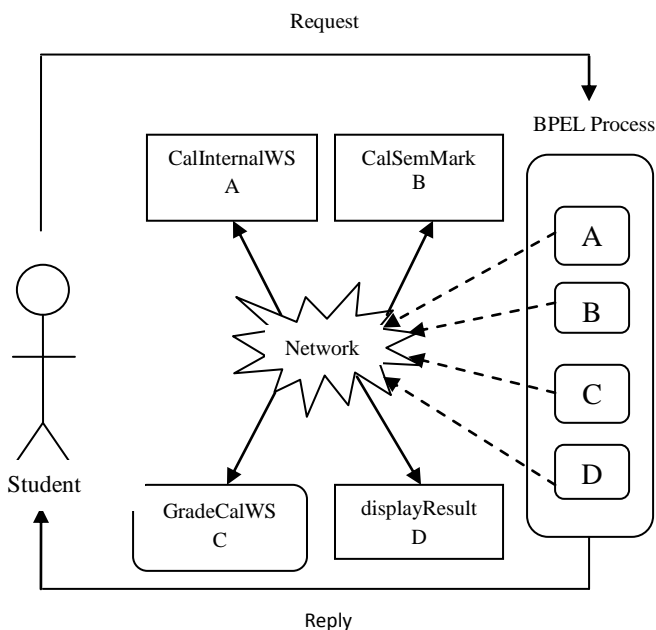 Request
BPEL Process
CalInternalWS
A
CalSemMark
B
A
B
Network
C
D
Student
GradeCalWS
C
displayResult
D
Reply